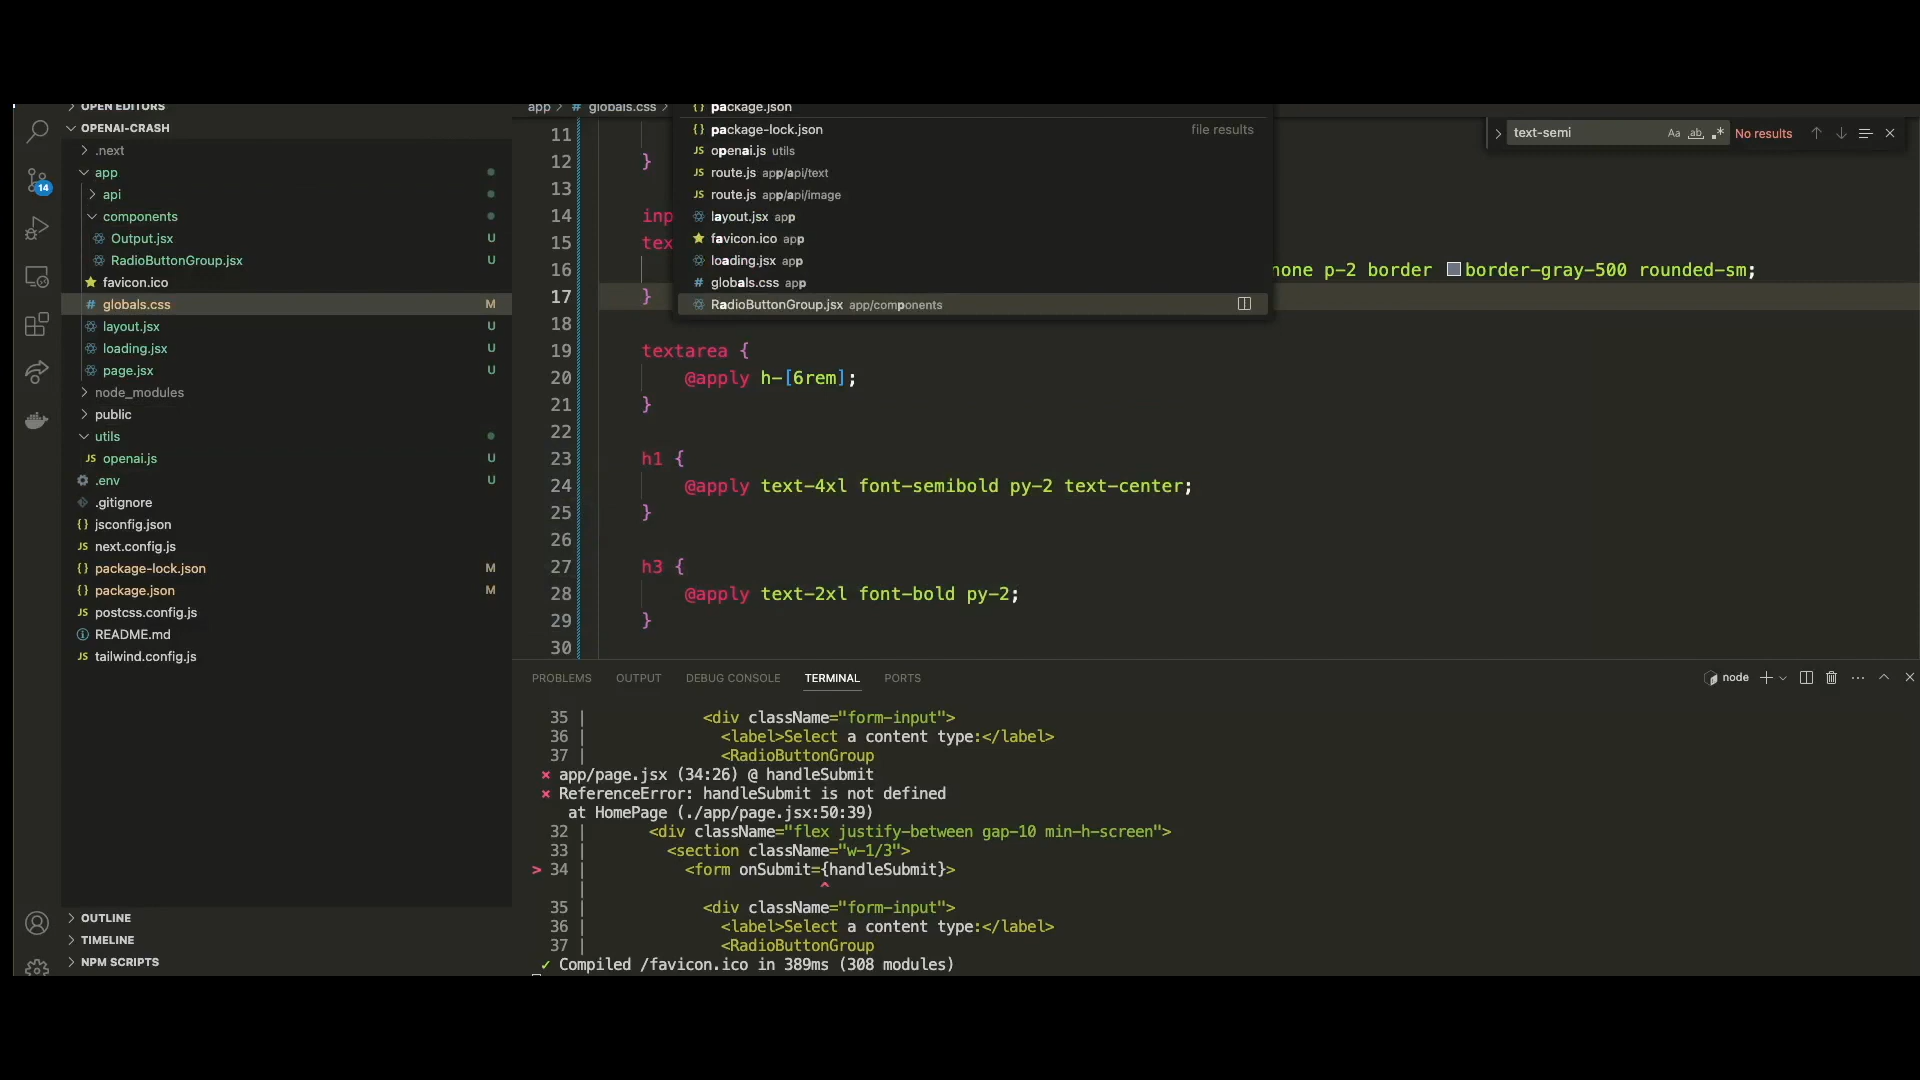 OPEN EDITORS
OPENAI-CRASH
.next
app
api
components
Output.jsx U
RadioButtonGroup.jsx U
favicon.ico
globals.css M
layout.jsx U
loading.jsx U
page.jsx U
node_modules
public
utils
JS openai.js U
.env U
.gitignore
{} jsconfig.json
JS next.config.js
{} package-lock.json M
{} package.json M
JS postcss.config.js
README.md
JS tailwind.config.js
OUTLINE
TIMELINE
NPM SCRIPTS
14
app > # globals.css >
{} package.json
{} package-lock.json file results
JS openai.js utils
JS route.js app/api/text
JS route.js app/api/image
layout.jsx app
favicon.ico app
loading.jsx app
# globals.css app
RadioButtonGroup.jsx app/components
text-semi Aa ab .* No results
11
12 }
13
14 inp
15 tex
16 none p-2 border border-gray-500 rounded-sm;
17 }
18
19 textarea {
20 @apply h-[6rem];
21 }
22
23 h1 {
24 @apply text-4xl font-semibold py-2 text-center;
25 }
26
27 h3 {
28 @apply text-2xl font-bold py-2;
29 }
30
PROBLEMS OUTPUT DEBUG CONSOLE TERMINAL PORTS node
35 | <div className="form-input">
36 | <label>Select a content type:</label>
37 | <RadioButtonGroup
× app/page.jsx (34:26) @ handleSubmit
× ReferenceError: handleSubmit is not defined
at HomePage (./app/page.jsx:50:39)
32 | <div className="flex justify-between gap-10 min-h-screen">
33 | <section className="w-1/3">
> 34 | <form onSubmit={handleSubmit}>
| ^
35 | <div className="form-input">
36 | <label>Select a content type:</label>
37 | <RadioButtonGroup
✓ Compiled /favicon.ico in 389ms (308 modules)